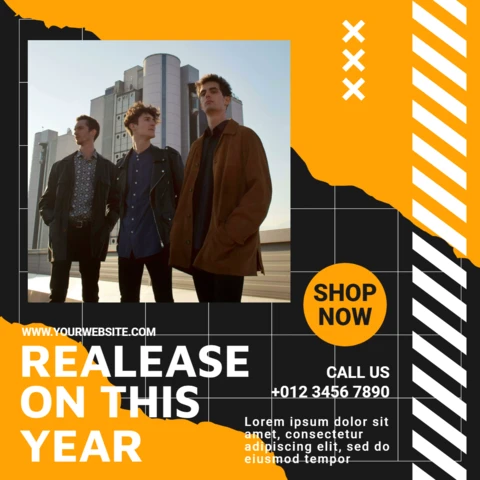 SHOP
NOW
WWW.YOURWEBSITE.COM
REALEASE
ON THIS
YEAR
CALL US
+012 3456 7890
Lorem ipsum dolor sit
amet, consectetur
adipiscing elit, sed do
eiusmod tempor